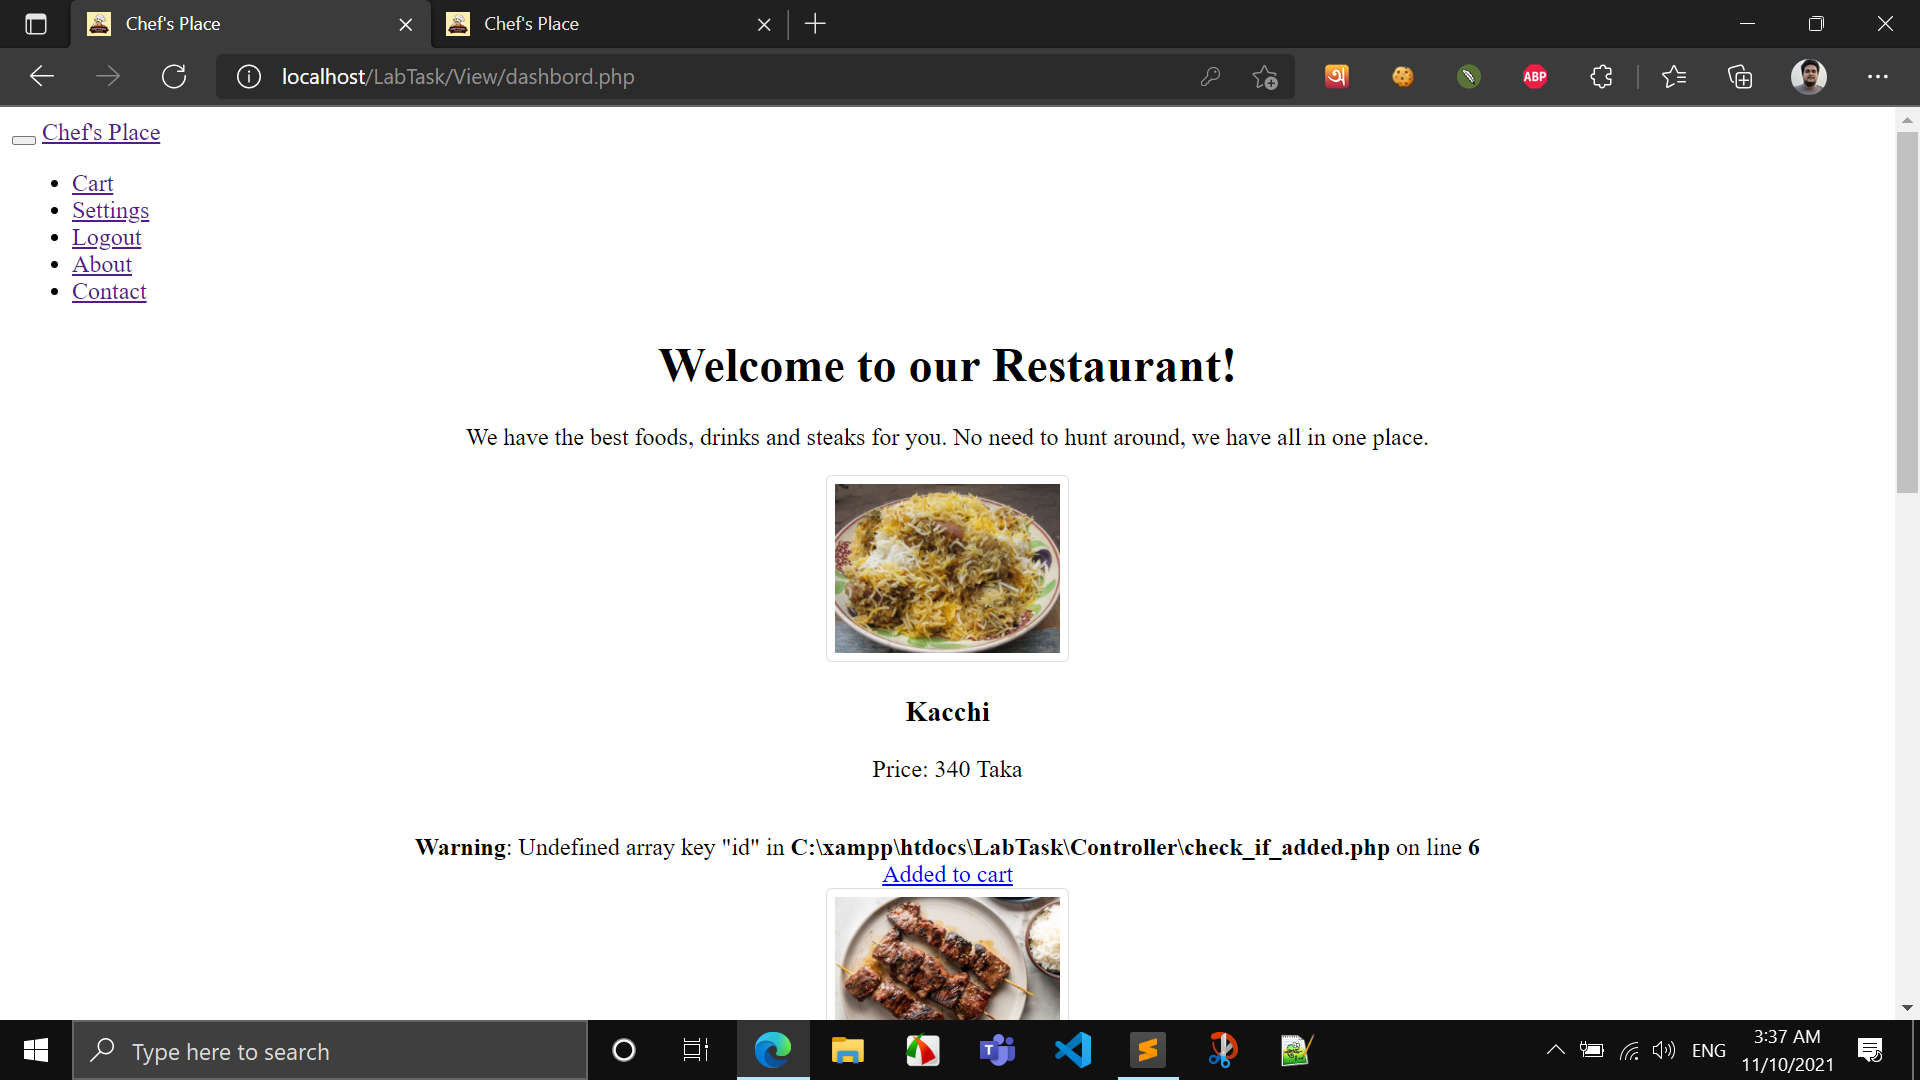 Chef's Place
Chef's Place
localhost/LabTask/View/dashbord.php
ABP
Chef's Place
Cart
Settings
Logout
About
Contact
Welcome to our Restaurant!
We have the best foods, drinks and steaks for you. No need to hunt around, we have all in one place.
Kacchi
Price: 340 Taka
Warning: Undefined array key "id" in C:\xampp\htdocs\LabTask\Controller\check_if_added.php on line 6
Added to cart
Type here to search
ENG
3:37 AM
11/10/2021